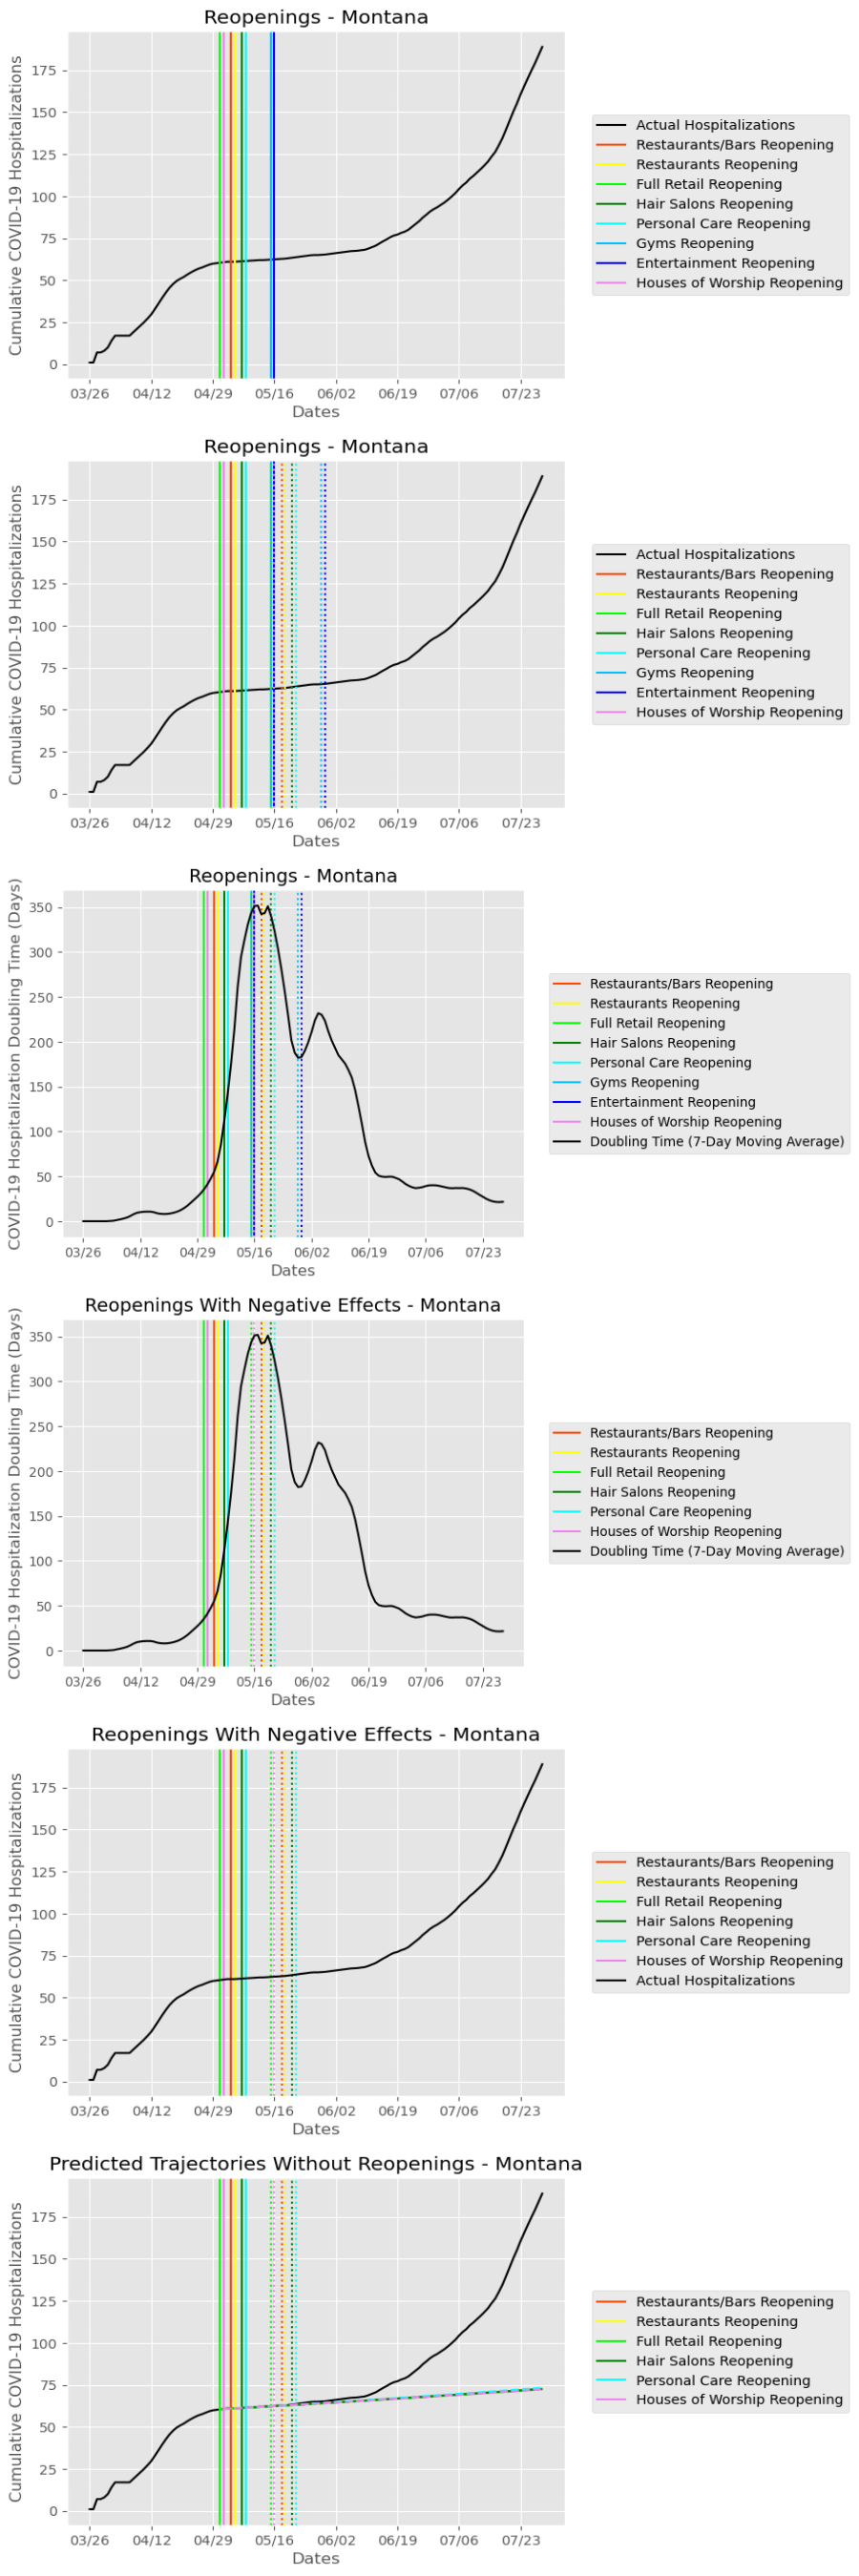 Reopenings - Montana
Cumulative COVID-19 Hospitalizations
175
150
125
100
75
50
25
0
03/26 04/12 04/29 05/16 06/02 06/19 07/06 07/23
Dates
Actual Hospitalizations
Restaurants/Bars Reopening
Restaurants Reopening
Full Retail Reopening
Hair Salons Reopening
Personal Care Reopening
Gyms Reopening
Entertainment Reopening
Houses of Worship Reopening
Reopenings - Montana
Cumulative COVID-19 Hospitalizations
175
150
125
100
75
50
25
0
03/26 04/12 04/29 05/16 06/02 06/19 07/06 07/23
Dates
Actual Hospitalizations
Restaurants/Bars Reopening
Restaurants Reopening
Full Retail Reopening
Hair Salons Reopening
Personal Care Reopening
Gyms Reopening
Entertainment Reopening
Houses of Worship Reopening
Reopenings - Montana
COVID-19 Hospitalization Doubling Time (Days)
350
300
250
200
150
100
50
0
03/26 04/12 04/29 05/16 06/02 06/19 07/06 07/23
Dates
Restaurants/Bars Reopening
Restaurants Reopening
Full Retail Reopening
Hair Salons Reopening
Personal Care Reopening
Gyms Reopening
Entertainment Reopening
Houses of Worship Reopening
Doubling Time (7-Day Moving Average)
Reopenings With Negative Effects - Montana
COVID-19 Hospitalization Doubling Time (Days)
350
300
250
200
150
100
50
0
03/26 04/12 04/29 05/16 06/02 06/19 07/06 07/23
Dates
Restaurants/Bars Reopening
Restaurants Reopening
Full Retail Reopening
Hair Salons Reopening
Personal Care Reopening
Houses of Worship Reopening
Doubling Time (7-Day Moving Average)
Reopenings With Negative Effects - Montana
Cumulative COVID-19 Hospitalizations
175
150
125
100
75
50
25
0
03/26 04/12 04/29 05/16 06/02 06/19 07/06 07/23
Dates
Restaurants/Bars Reopening
Restaurants Reopening
Full Retail Reopening
Hair Salons Reopening
Personal Care Reopening
Houses of Worship Reopening
Actual Hospitalizations
Predicted Trajectories Without Reopenings - Montana
Cumulative COVID-19 Hospitalizations
175
150
125
100
75
50
25
0
03/26 04/12 04/29 05/16 06/02 06/19 07/06 07/23
Dates
Restaurants/Bars Reopening
Restaurants Reopening
Full Retail Reopening
Hair Salons Reopening
Personal Care Reopening
Houses of Worship Reopening